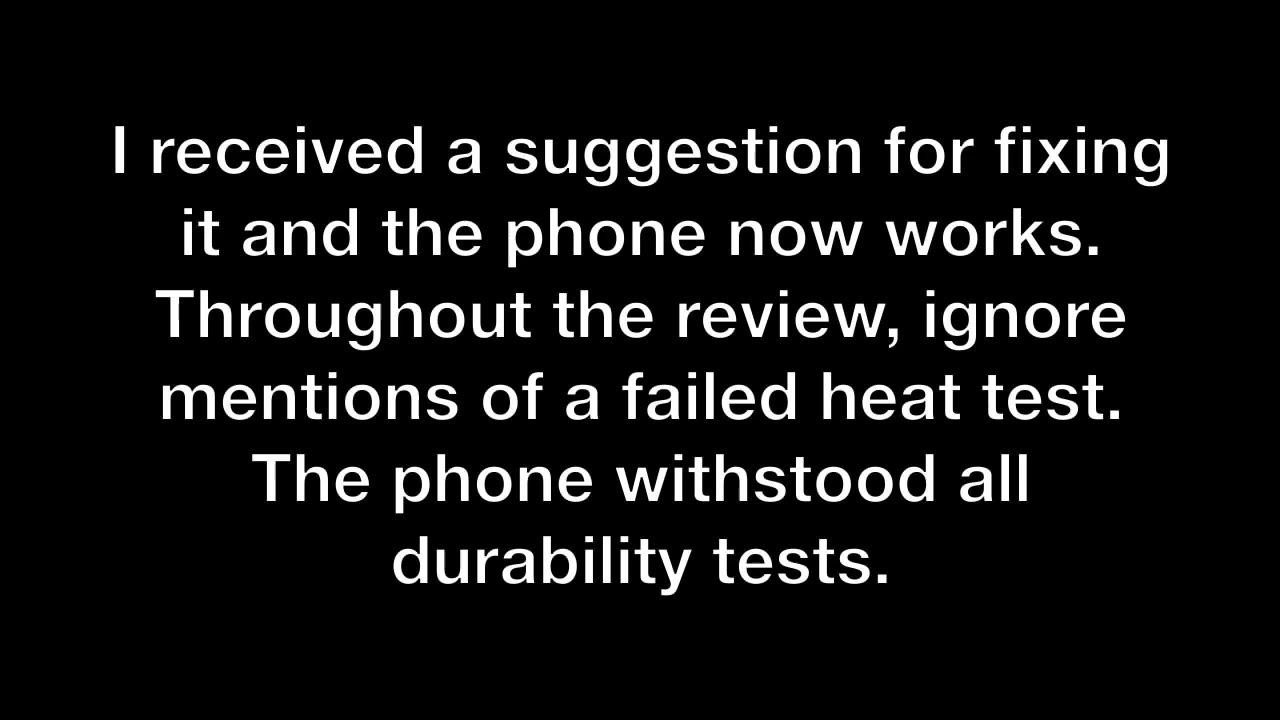 I received a suggestion for fixing
it and the phone now works.
Throughout the review, ignore
mentions of a failed heat test.
The phone withstood all
durability tests.